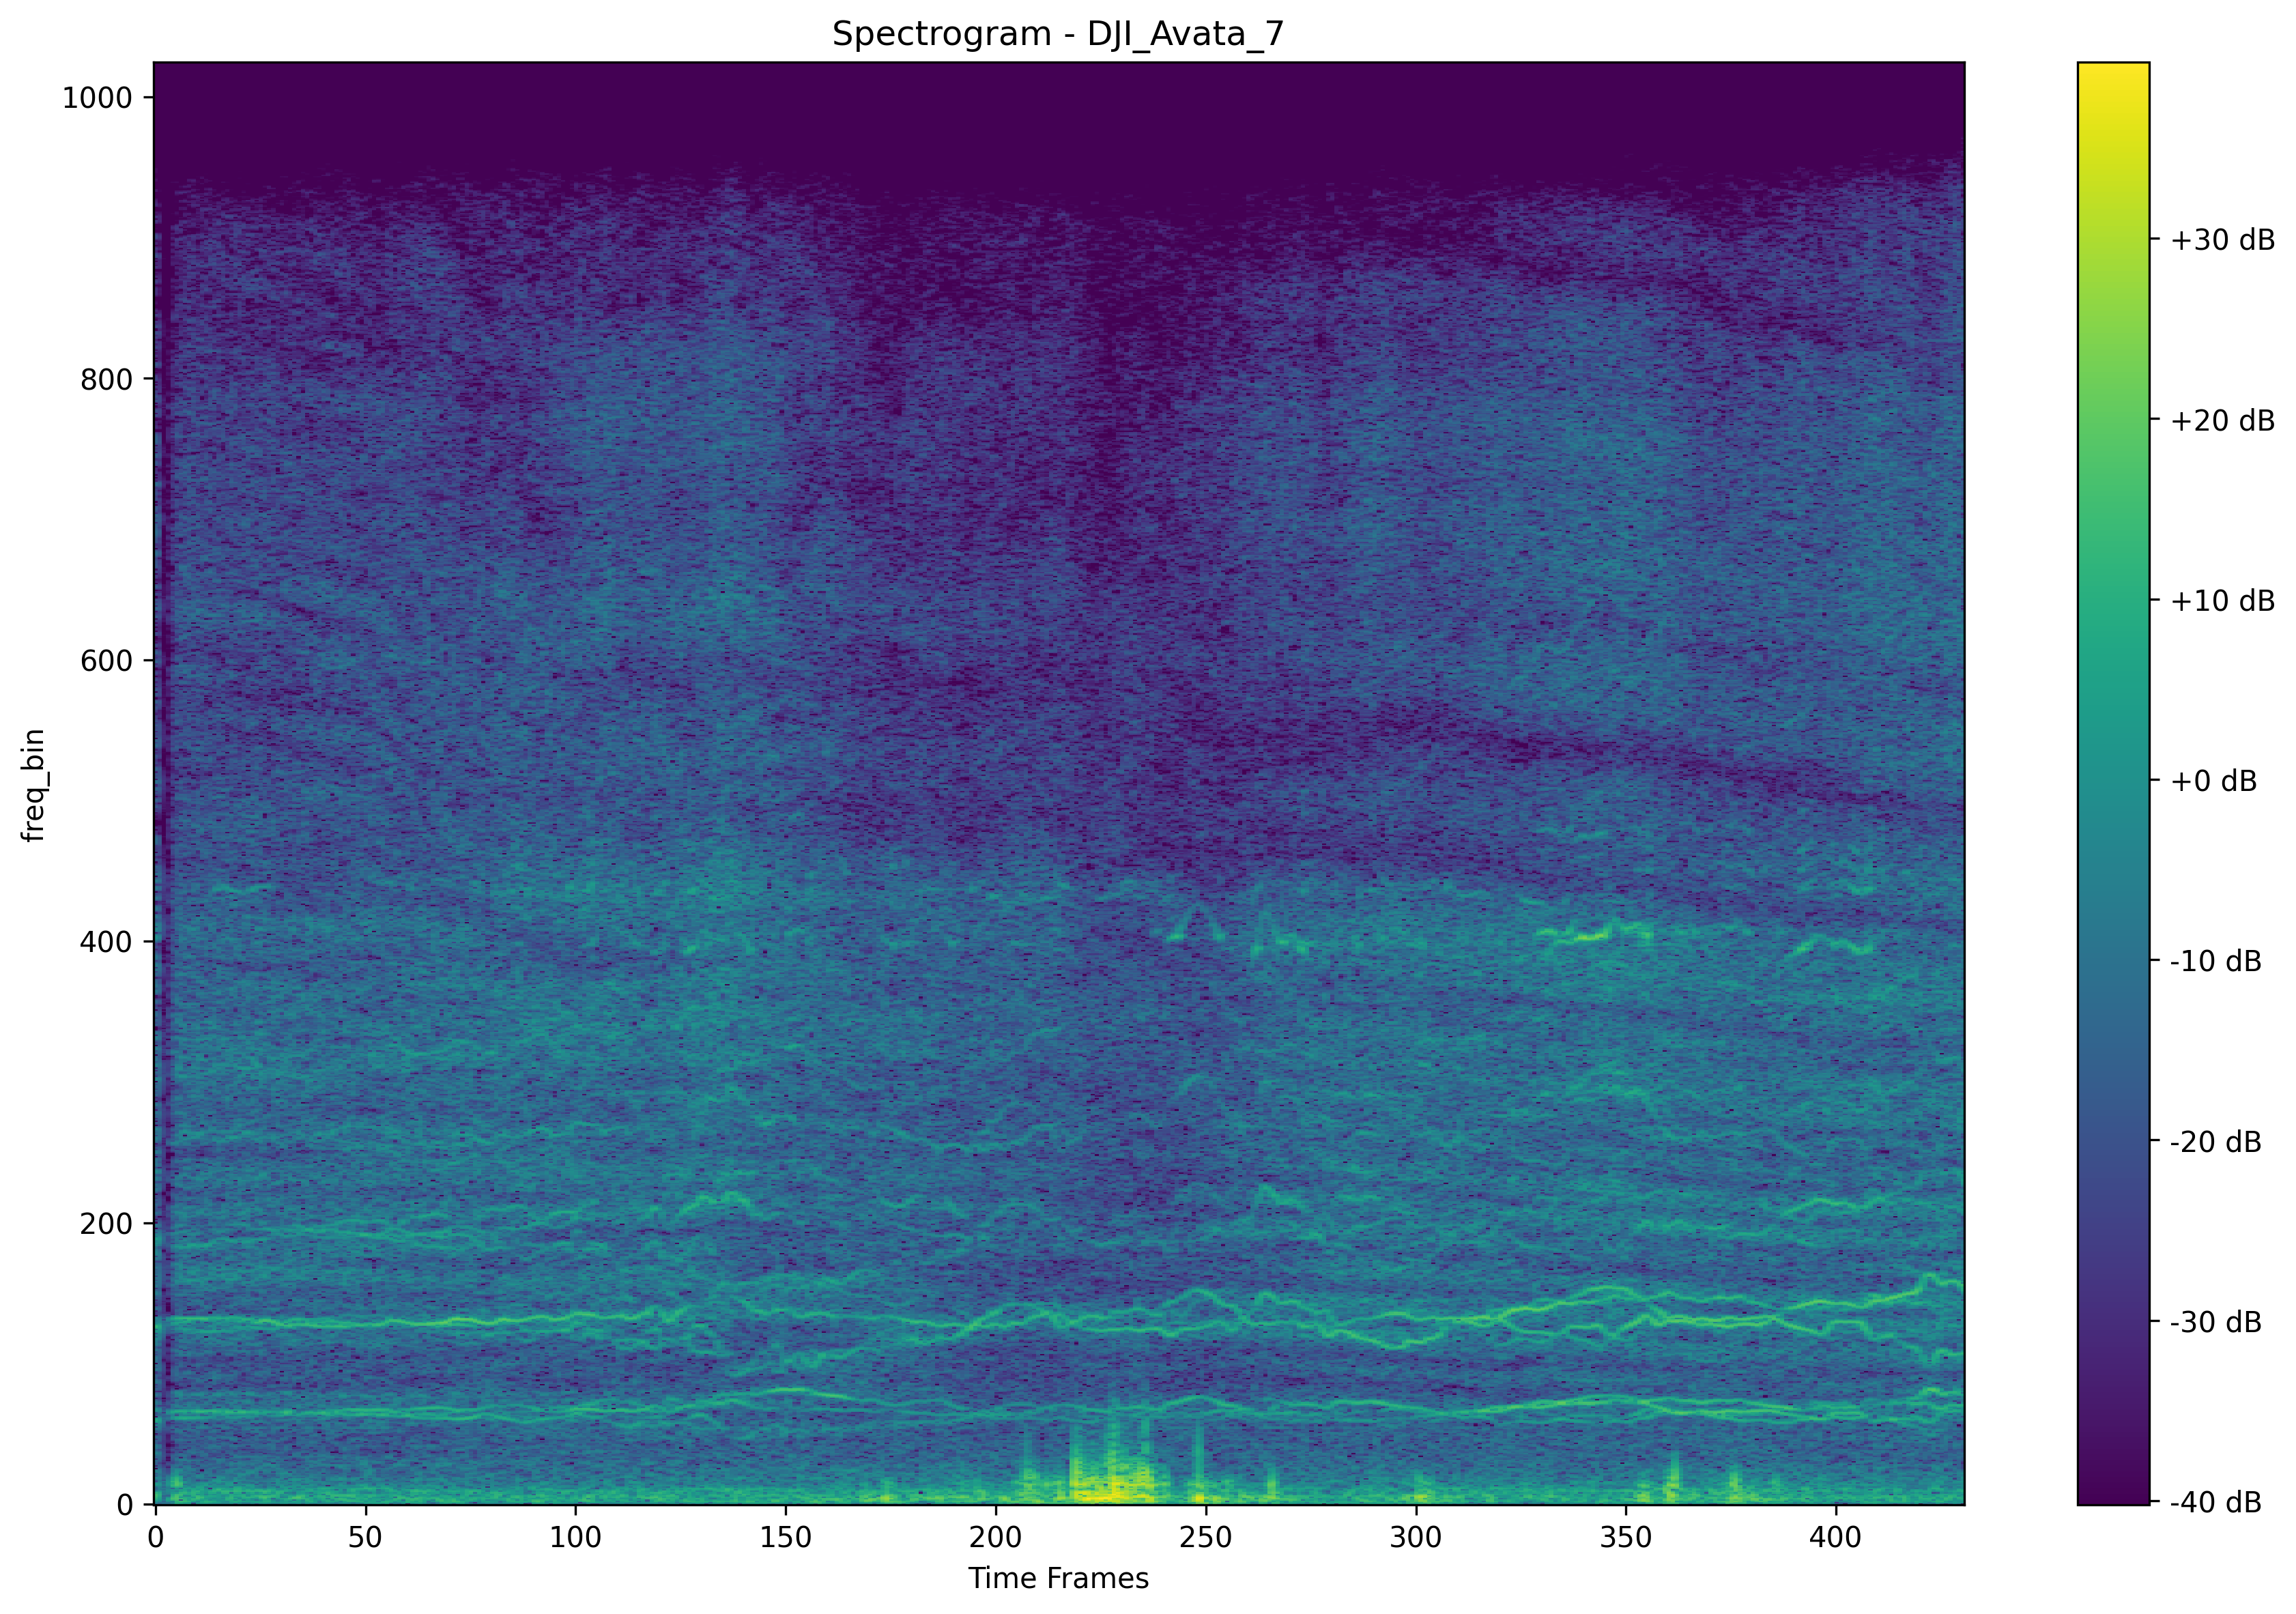 Spectrogram - DJI_Avata_7
1000
800
600
400
200
0
freq_bin
0 50 100 150 200 250 300 350 400
Time Frames
+30 dB
+20 dB
+10 dB
+0 dB
-10 dB
-20 dB
-30 dB
-40 dB